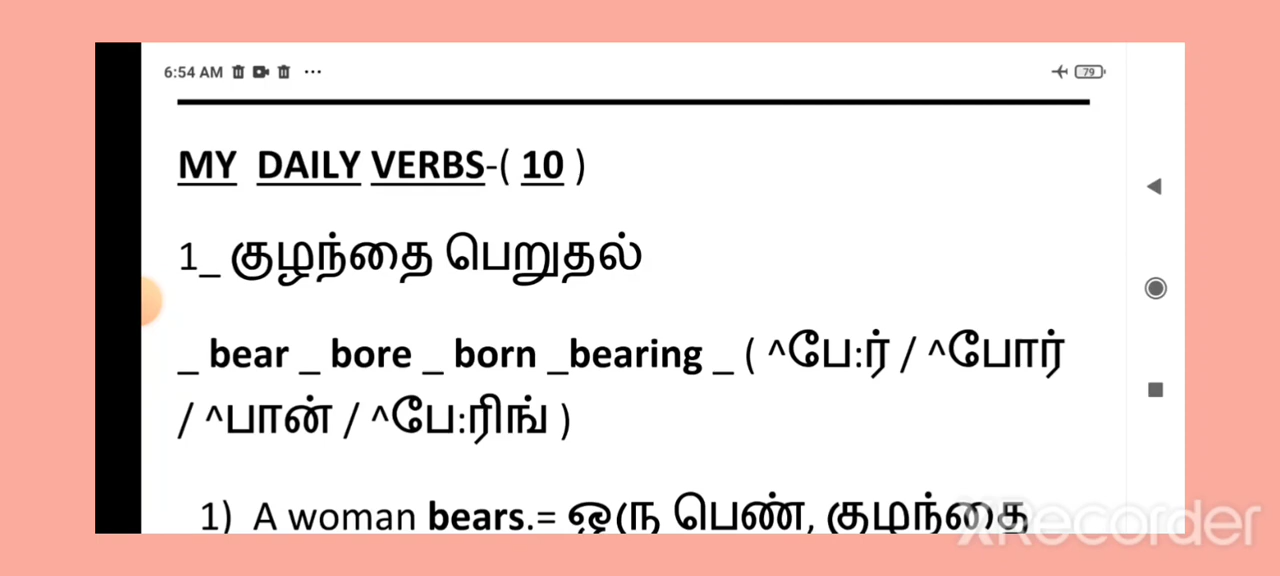 6:54 AM ...
79
MY DAILY VERBS-( 10 )
1_ குழந்தை பெறுதல்
_ bear _ bore _ born _bearing _ ( ^பே:ர் / ^போர்
/ ^பான் / ^பே:ரிங் )
1) A woman bears.= ஒரு பெண், குழந்தை
XRecorder